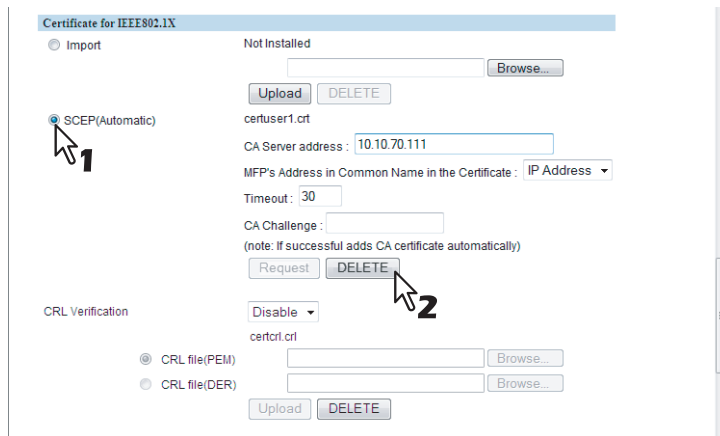 Certificate for IEEE802.1X
Import Not Installed
Browse...
Upload DELETE
SCEP(Automatic) certuser1.crt
1
CA Server address : 10.10.70.111
MFP's Address in Common Name in the Certificate : IP Address
Timeout : 30
CA Challenge :
(note: If successful adds CA certificate automatically)
Request DELETE
2
CRL Verification Disable
certcrl.crl
CRL file(PEM) Browse...
CRL file(DER) Browse...
Upload DELETE